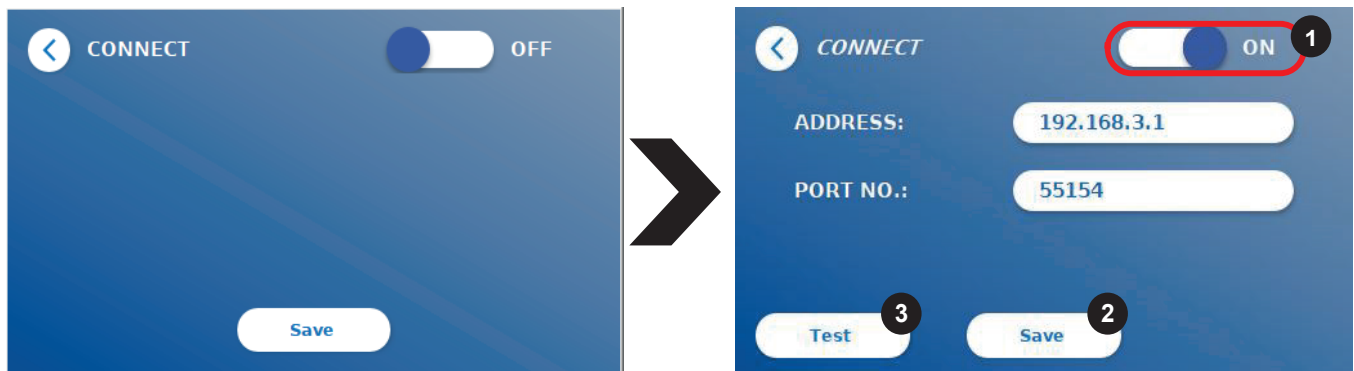 CONNECT OFF
Save
CONNECT ON 1
ADDRESS: 192.168.3.1
PORT NO.: 55154
Test 3 Save 2